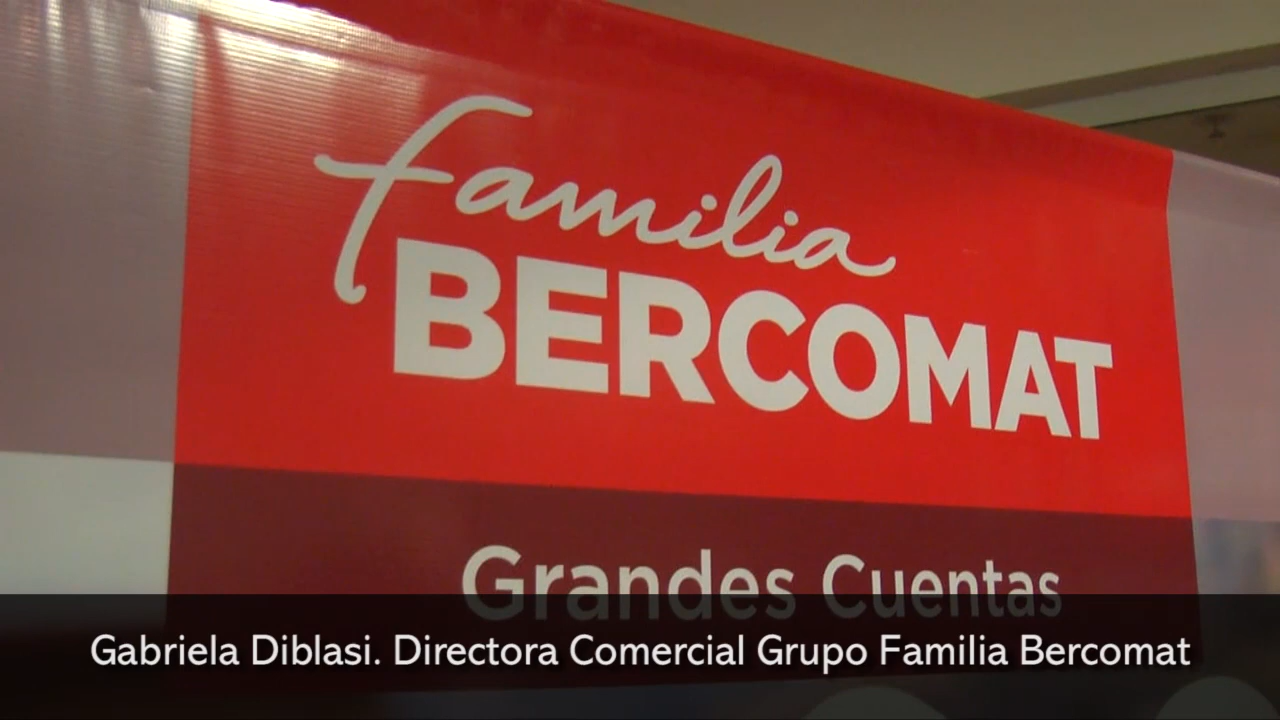 familia
BERCOMAT
Grandes Cuentas
Gabriela Diblasi. Directora Comercial Grupo Familia Bercomat